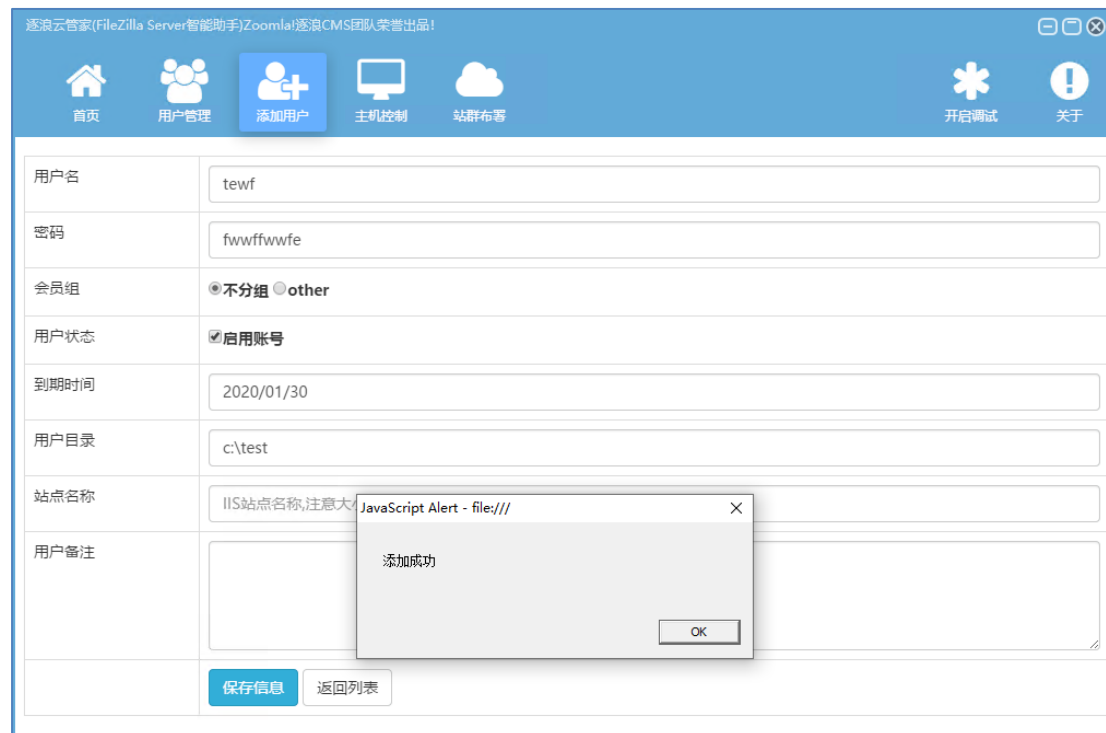 逐浪云管家(FileZilla Server智能助手)Zoomla!逐浪CMS团队荣誉出品!
首页 用户管理 添加用户 主机控制 站群布署 开启调试 关于
用户名 tewf
密码 fwwffwwfe
会员组 不分组 other
用户状态 启用账号
到期时间 2020/01/30
用户目录 c:\test
站点名称 IIS站点名称,注意大
JavaScript Alert - file:///
用户备注
添加成功
OK
保存信息 返回列表